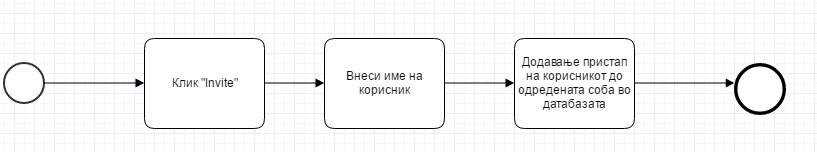 Клик "Invite"
Внеси име на
корисник
Додавање пристап
на корисникот до
одредената соба во
датабазата